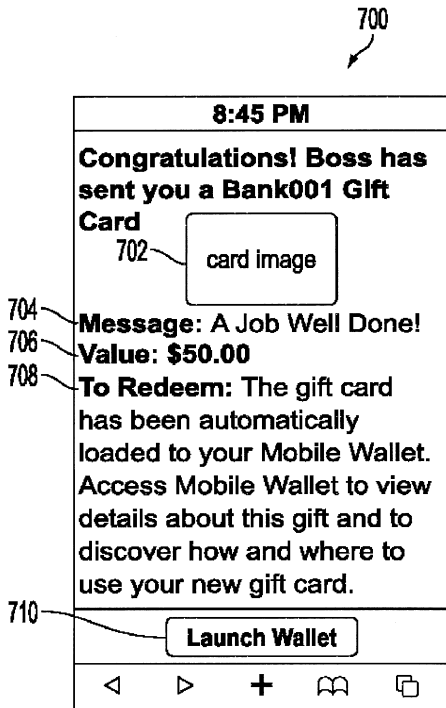 700
8:45 PM
Congratulations! Boss has
sent you a Bank001 Gift
Card
702
card image
704
Message: A Job Well Done!
706
Value: $50.00
708
To Redeem: The gift card
has been automatically
loaded to your Mobile Wallet.
Access Mobile Wallet to view
details about this gift and to
discover how and where to
use your new gift card.
710
Launch Wallet